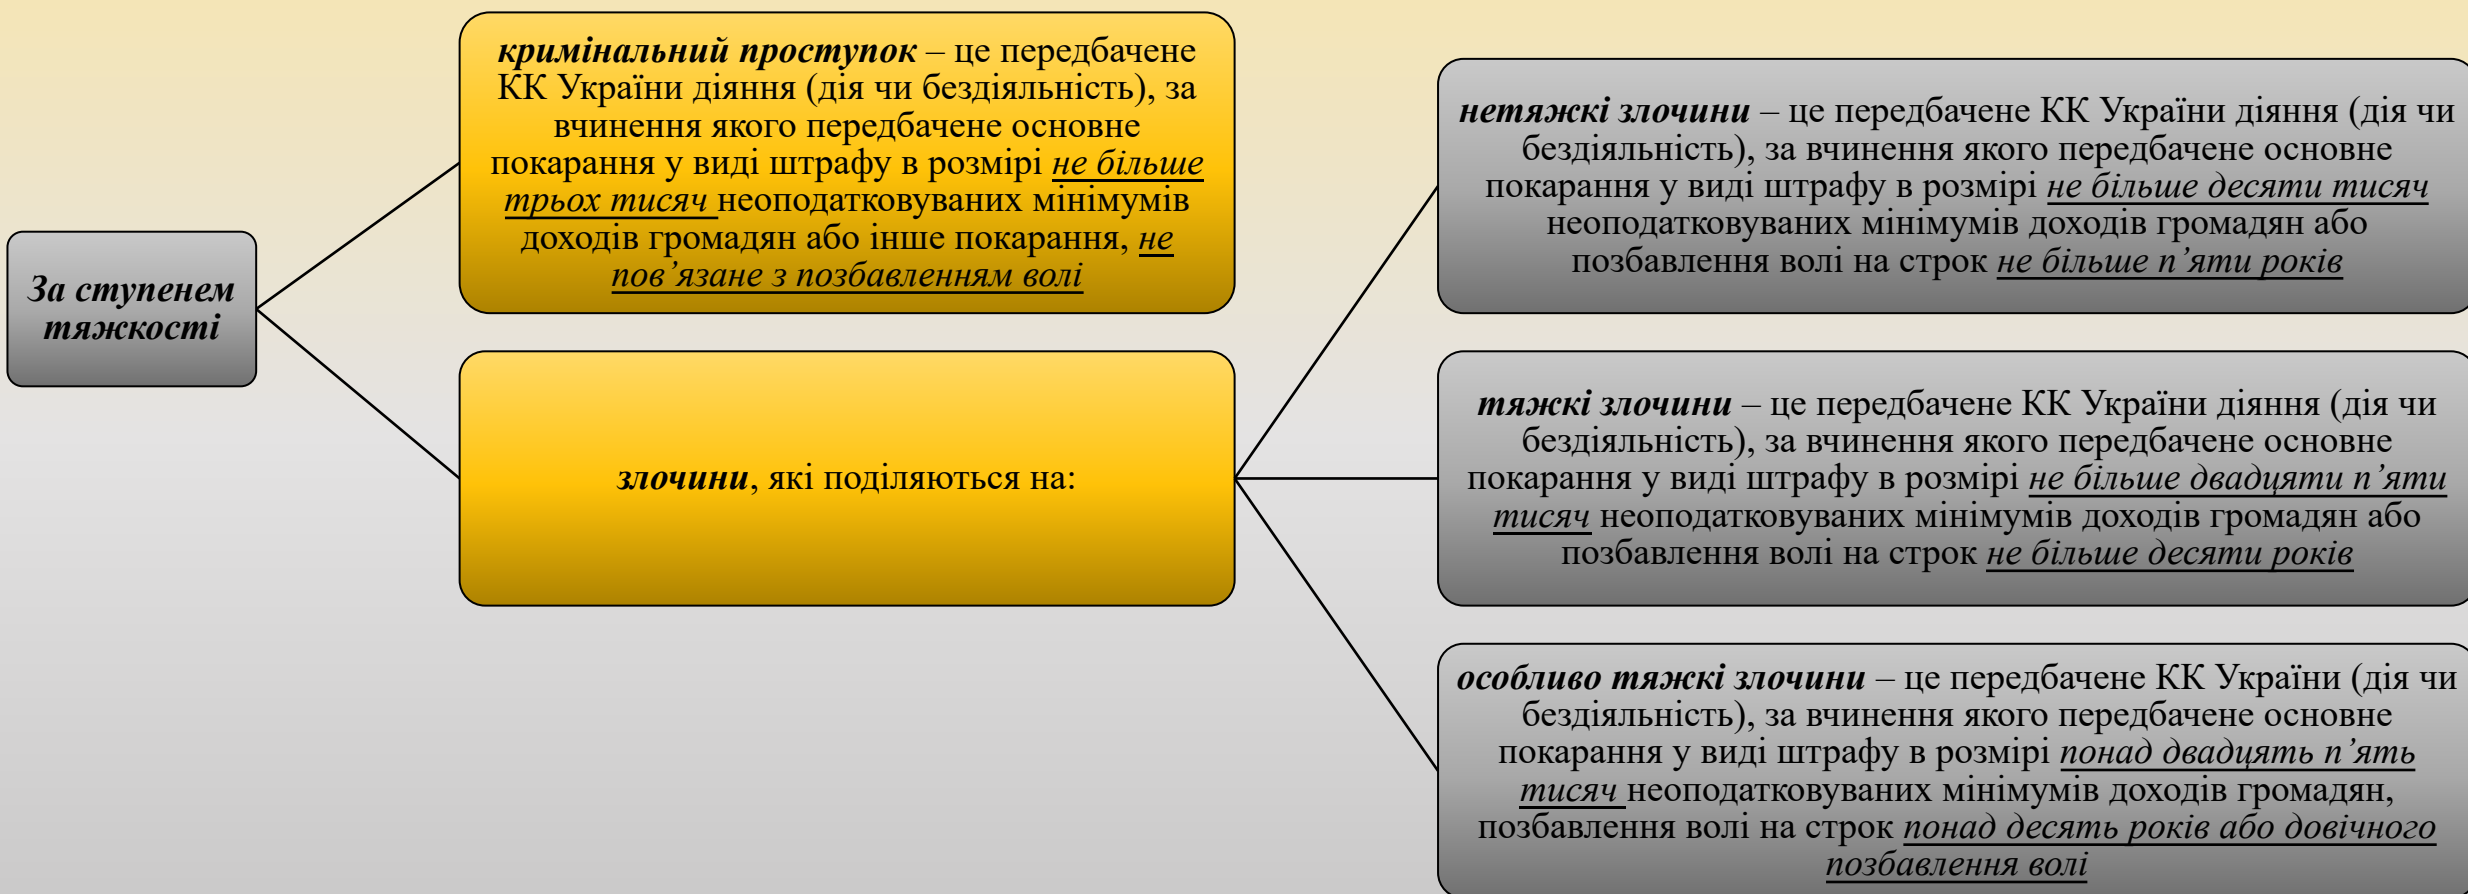 За ступенем
тяжкості
кримінальний проступок – це передбачене
КК України діяння (дія чи бездіяльність), за
вчинення якого передбачене основне
покарання у виді штрафу в розмірі не більше
трьох тисяч неоподатковуваних мінімумів
доходів громадян або інше покарання, не
пов’язане з позбавленням волі
злочини, які поділяються на:
нетяжкі злочини – це передбачене КК України діяння (дія чи
бездіяльність), за вчинення якого передбачене основне
покарання у виді штрафу в розмірі не більше десяти тисяч
неоподатковуваних мінімумів доходів громадян або
позбавлення волі на строк не більше п’яти років
тяжкі злочини – це передбачене КК України діяння (дія чи
бездіяльність), за вчинення якого передбачене основне
покарання у виді штрафу в розмірі не більше двадцяти п’яти
тисяч неоподатковуваних мінімумів доходів громадян або
позбавлення волі на строк не більше десяти років
особливо тяжкі злочини – це передбачене КК України (дія чи
бездіяльність), за вчинення якого передбачене основне
покарання у виді штрафу в розмірі понад двадцять п’ять
тисяч неоподатковуваних мінімумів доходів громадян,
позбавлення волі на строк понад десять років або довічного
позбавлення волі